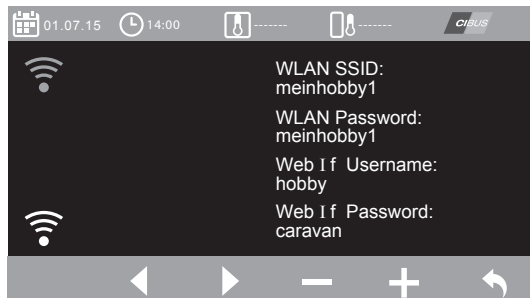 01.07.15 14:00 ------- ------- CIBUS
WLAN SSID:
meinhobby1
WLAN Password:
meinhobby1
Web If Username:
hobby
Web If Password:
caravan